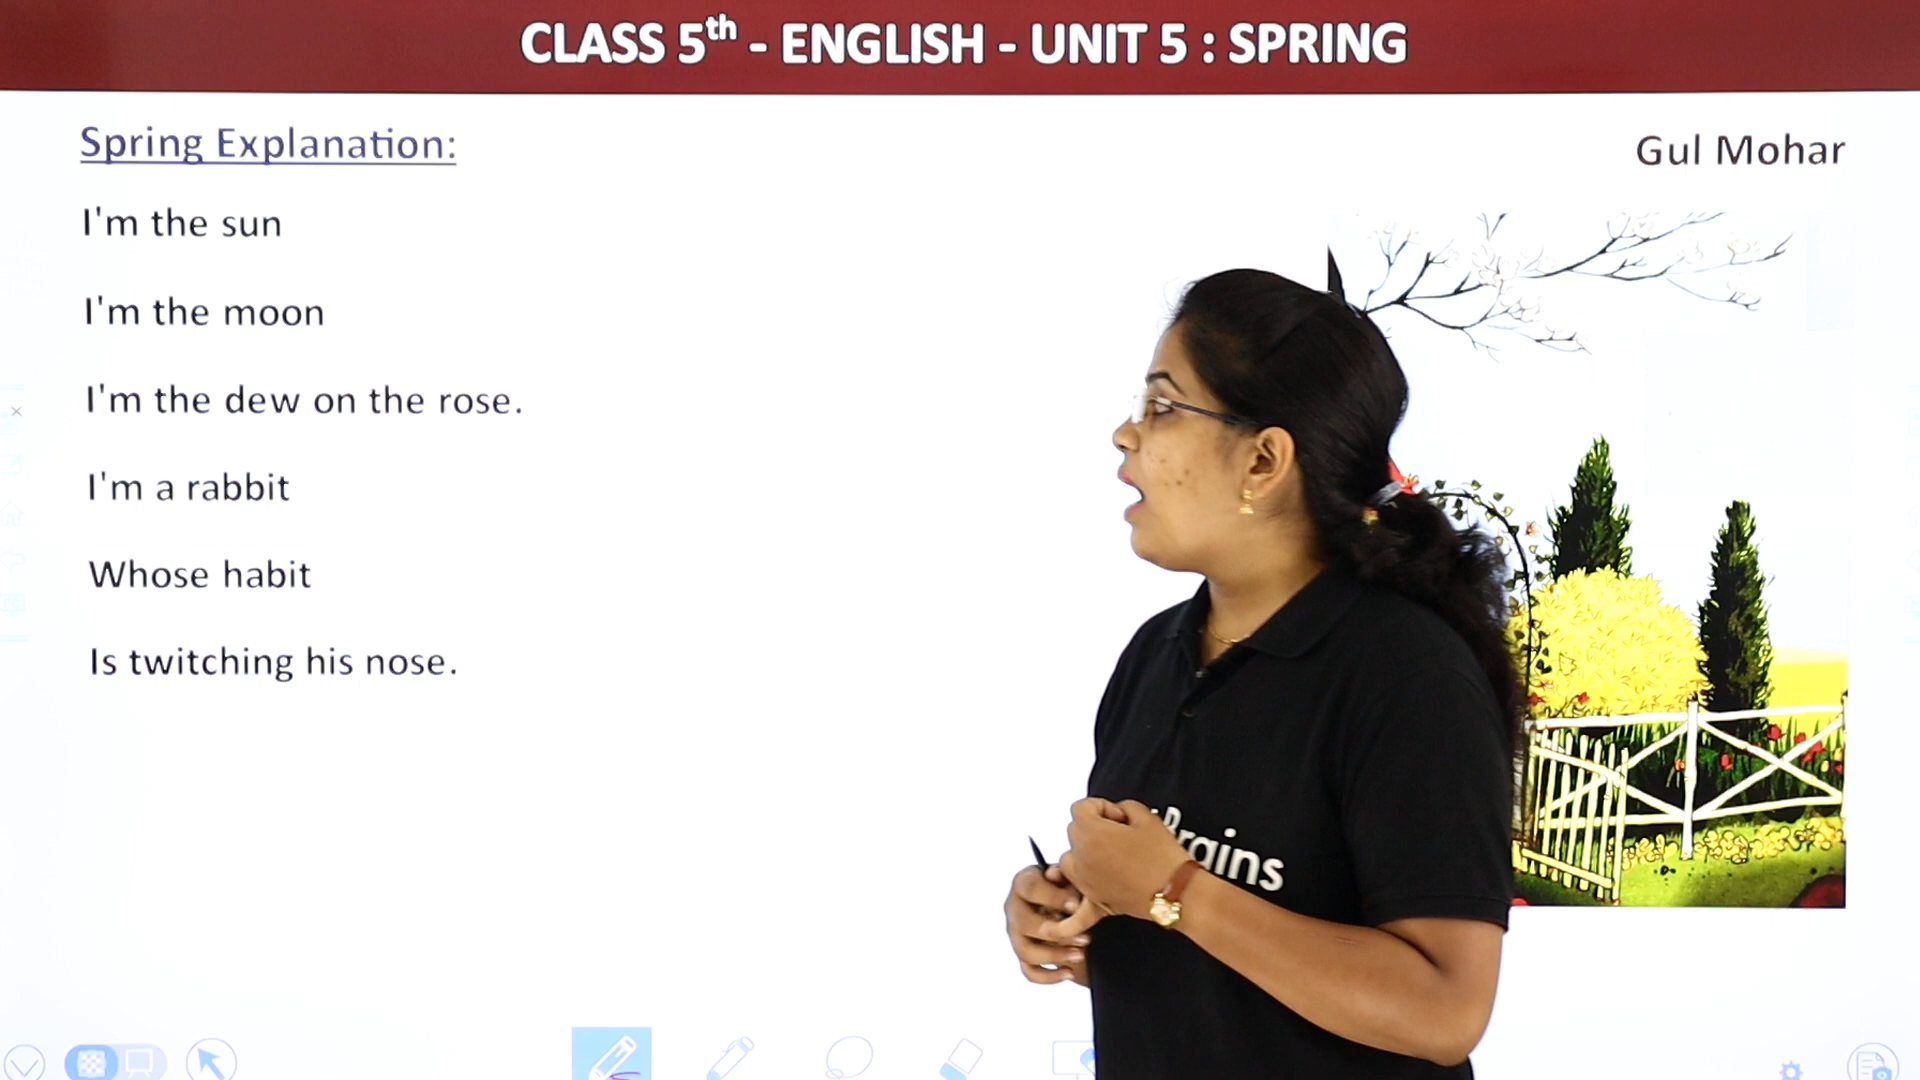 CLASS 5th - ENGLISH - UNIT 5 : SPRING
Spring Explanation:
Gul Mohar
I'm the sun
I'm the moon
I'm the dew on the rose.
I'm a rabbit
Whose habit
Is twitching his nose.
Brains